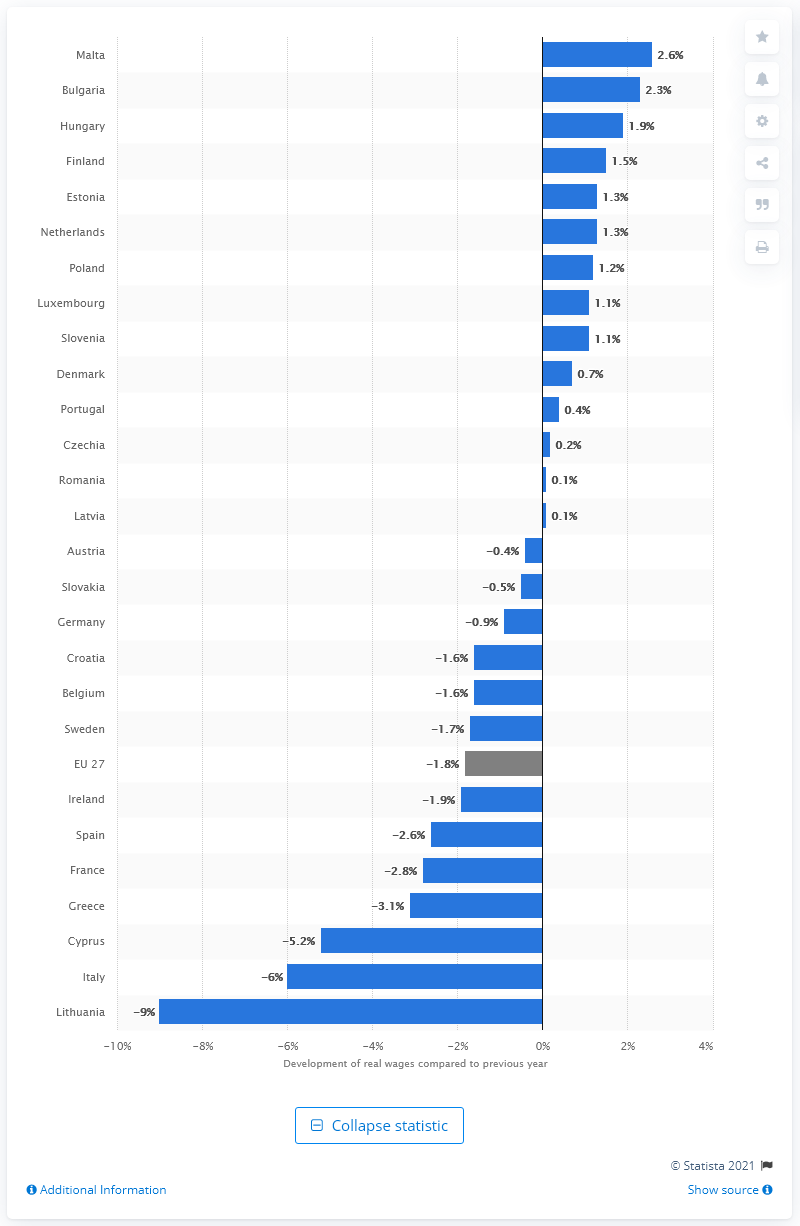 Malta 2.6%
Bulgaria 2.3%
Hungary 1.9%
Finland 1.5%
Estonia 1.3%
Netherlands 1.3%
Poland 1.2%
Luxembourg 1.1%
Slovenia 1.1%
Denmark 0.7%
Portugal 0.4%
Czechia 0.2%
Romania 0.1%
Latvia 0.1%
Austria −0.4%
Slovakia −0.5%
Germany −0.9%
Croatia −1.6%
Belgium −1.6%
Sweden −1.7%
EU 27 −1.8%
Ireland −1.9%
Spain −2.6%
France −2.8%
Greece −3.1%
Cyprus −5.2%
Italy −6%
Lithuania −9%
−10% −8% −6% −4% −2% 0% 2% 4%
Development of real wages compared to previous year
Collapse statistic
© Statista 2021
Additional Information Show source